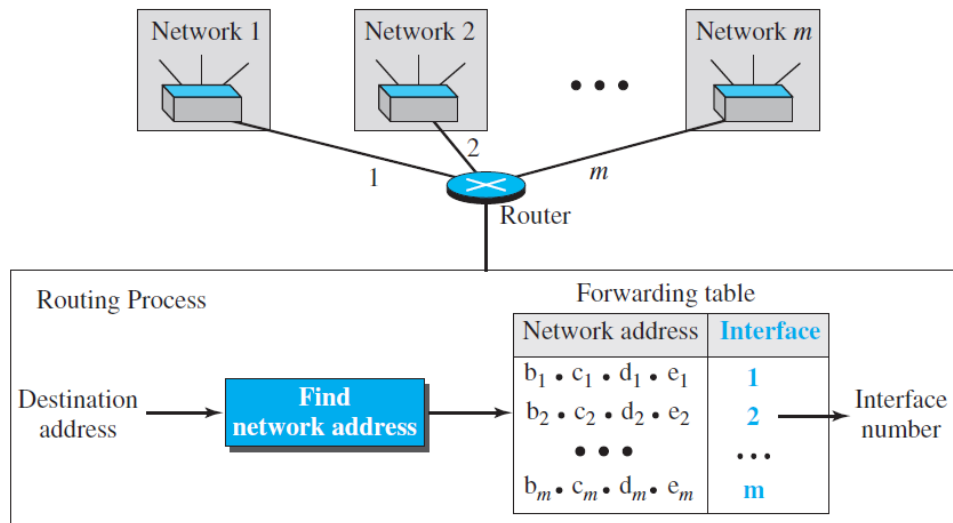 Network 1
Network 2
Network m
• • •
1
2
m
Router
Routing Process
Forwarding table
Network address Interface
b₁ • c₁ • d₁ • e₁ 1
b₂ • c₂ • d₂ • e₂ 2
• • • • • •
bₘ • cₘ • dₘ • eₘ m
Destination
address
Find
network address
Interface
number